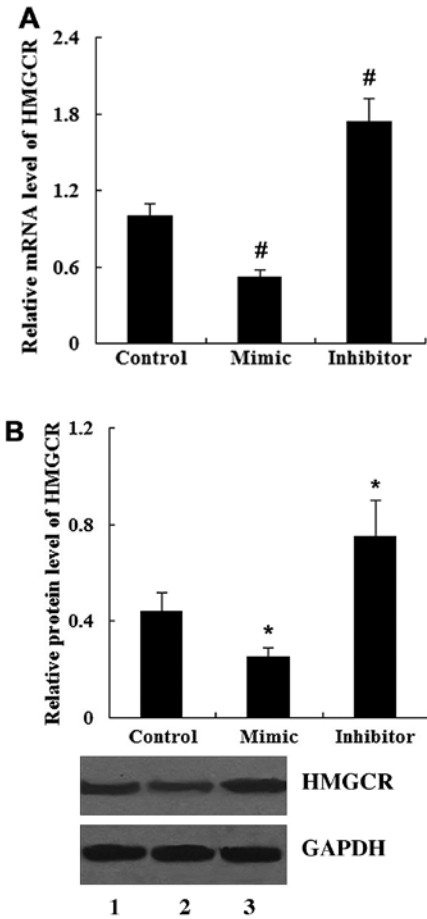 A
Relative mRNA level of HMGCR
2.4
1.8
1.2
0.6
0
#
#
Control Mimic Inhibitor
B
Relative protein level of HMGCR
1.2
0.8
0.4
0
*
*
Control Mimic Inhibitor
HMGCR
GAPDH
1 2 3